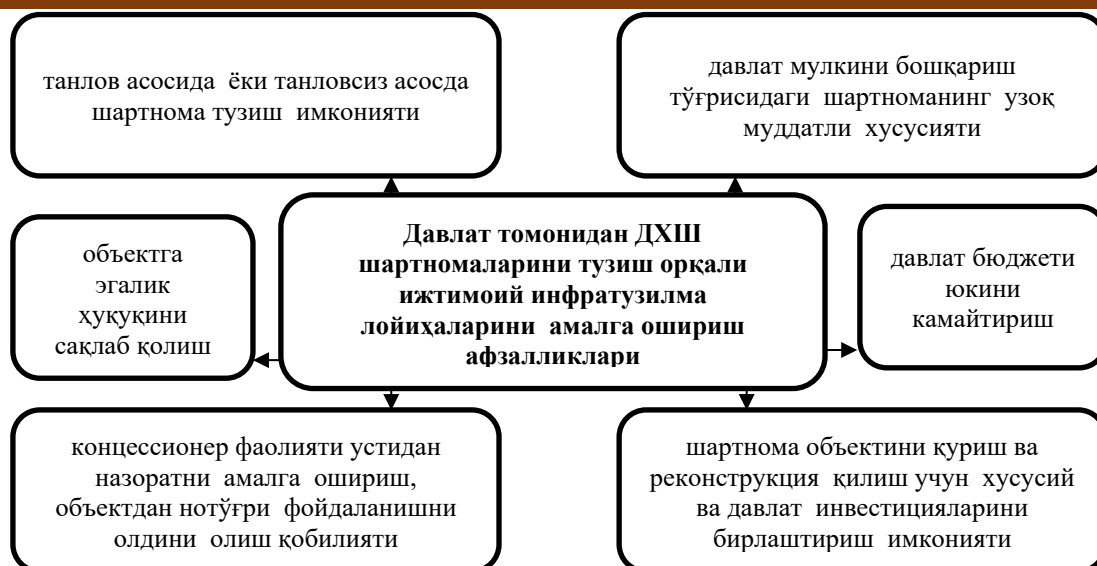 танлов асосида ёки танловсиз асосда
шартнома тузиш имконияти
давлат мулкини бошқариш
тўғрисидаги шартноманинг узоқ
муддатли хусусияти
объектга
эгалик
ҳуқуқини
сақлаб қолиш
Давлат томонидан ДХШ
шартномаларини тузиш орқали
ижтимоий инфратузилма
лойиҳаларини амалга ошириш
афзалликлари
давлат бюджети
юкини
камайтириш
концессионер фаолияти устидан
назоратни амалга ошириш,
объектдан нотўғри фойдаланишни
олдини олиш қобилияти
шартнома объектини қуриш ва
реконструкция қилиш учун хусусий
ва давлат инвестицияларини
бирлаштириш имконияти